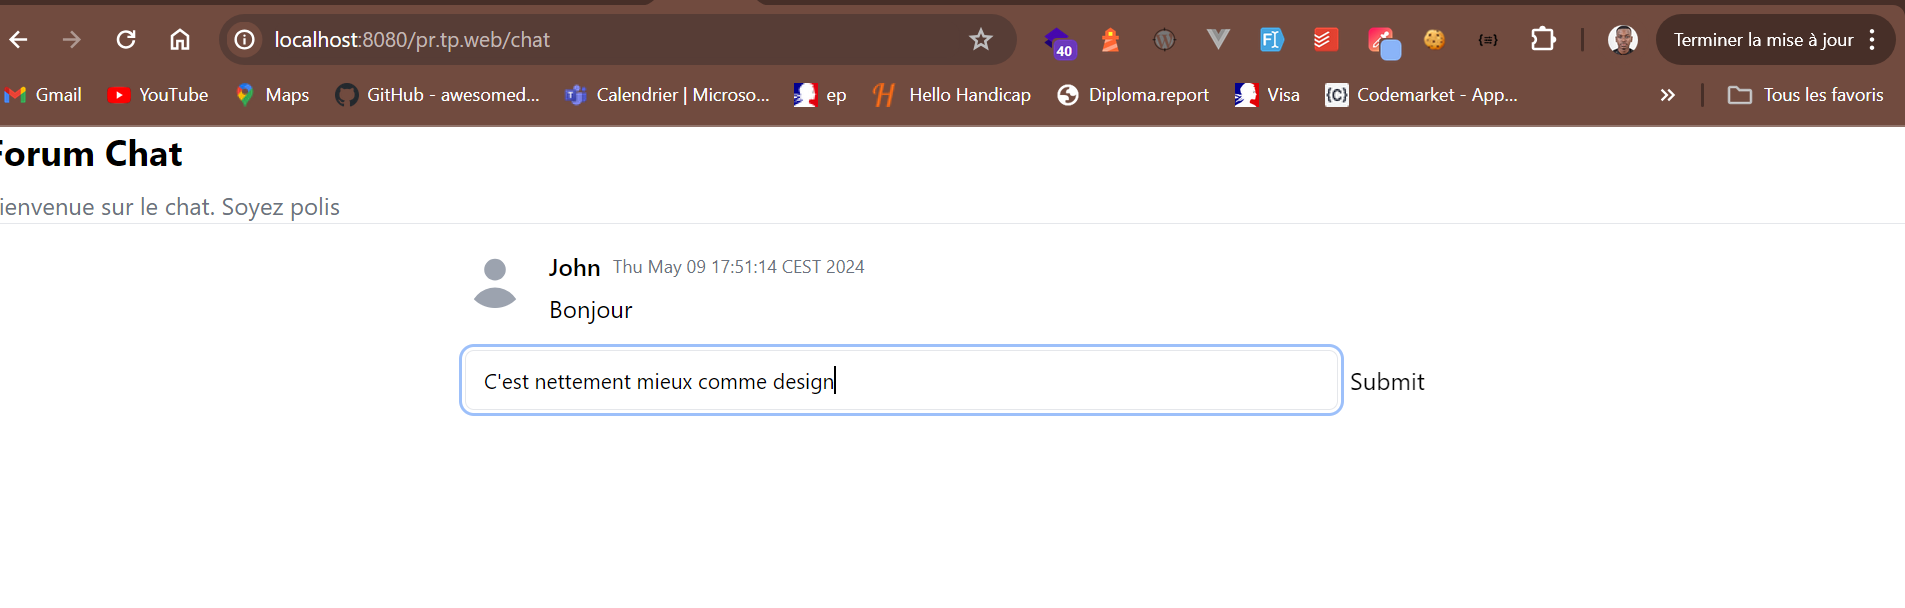 localhost:8080/pr.tp.web/chat
40
Terminer la mise à jour
Gmail YouTube Maps GitHub - awesomed... Calendrier | Microso... ep Hello Handicap Diploma.report Visa {C} Codemarket - App... » Tous les favoris
Forum Chat
ienvenue sur le chat. Soyez polis
John Thu May 09 17:51:14 CEST 2024
Bonjour
C'est nettement mieux comme design
Submit